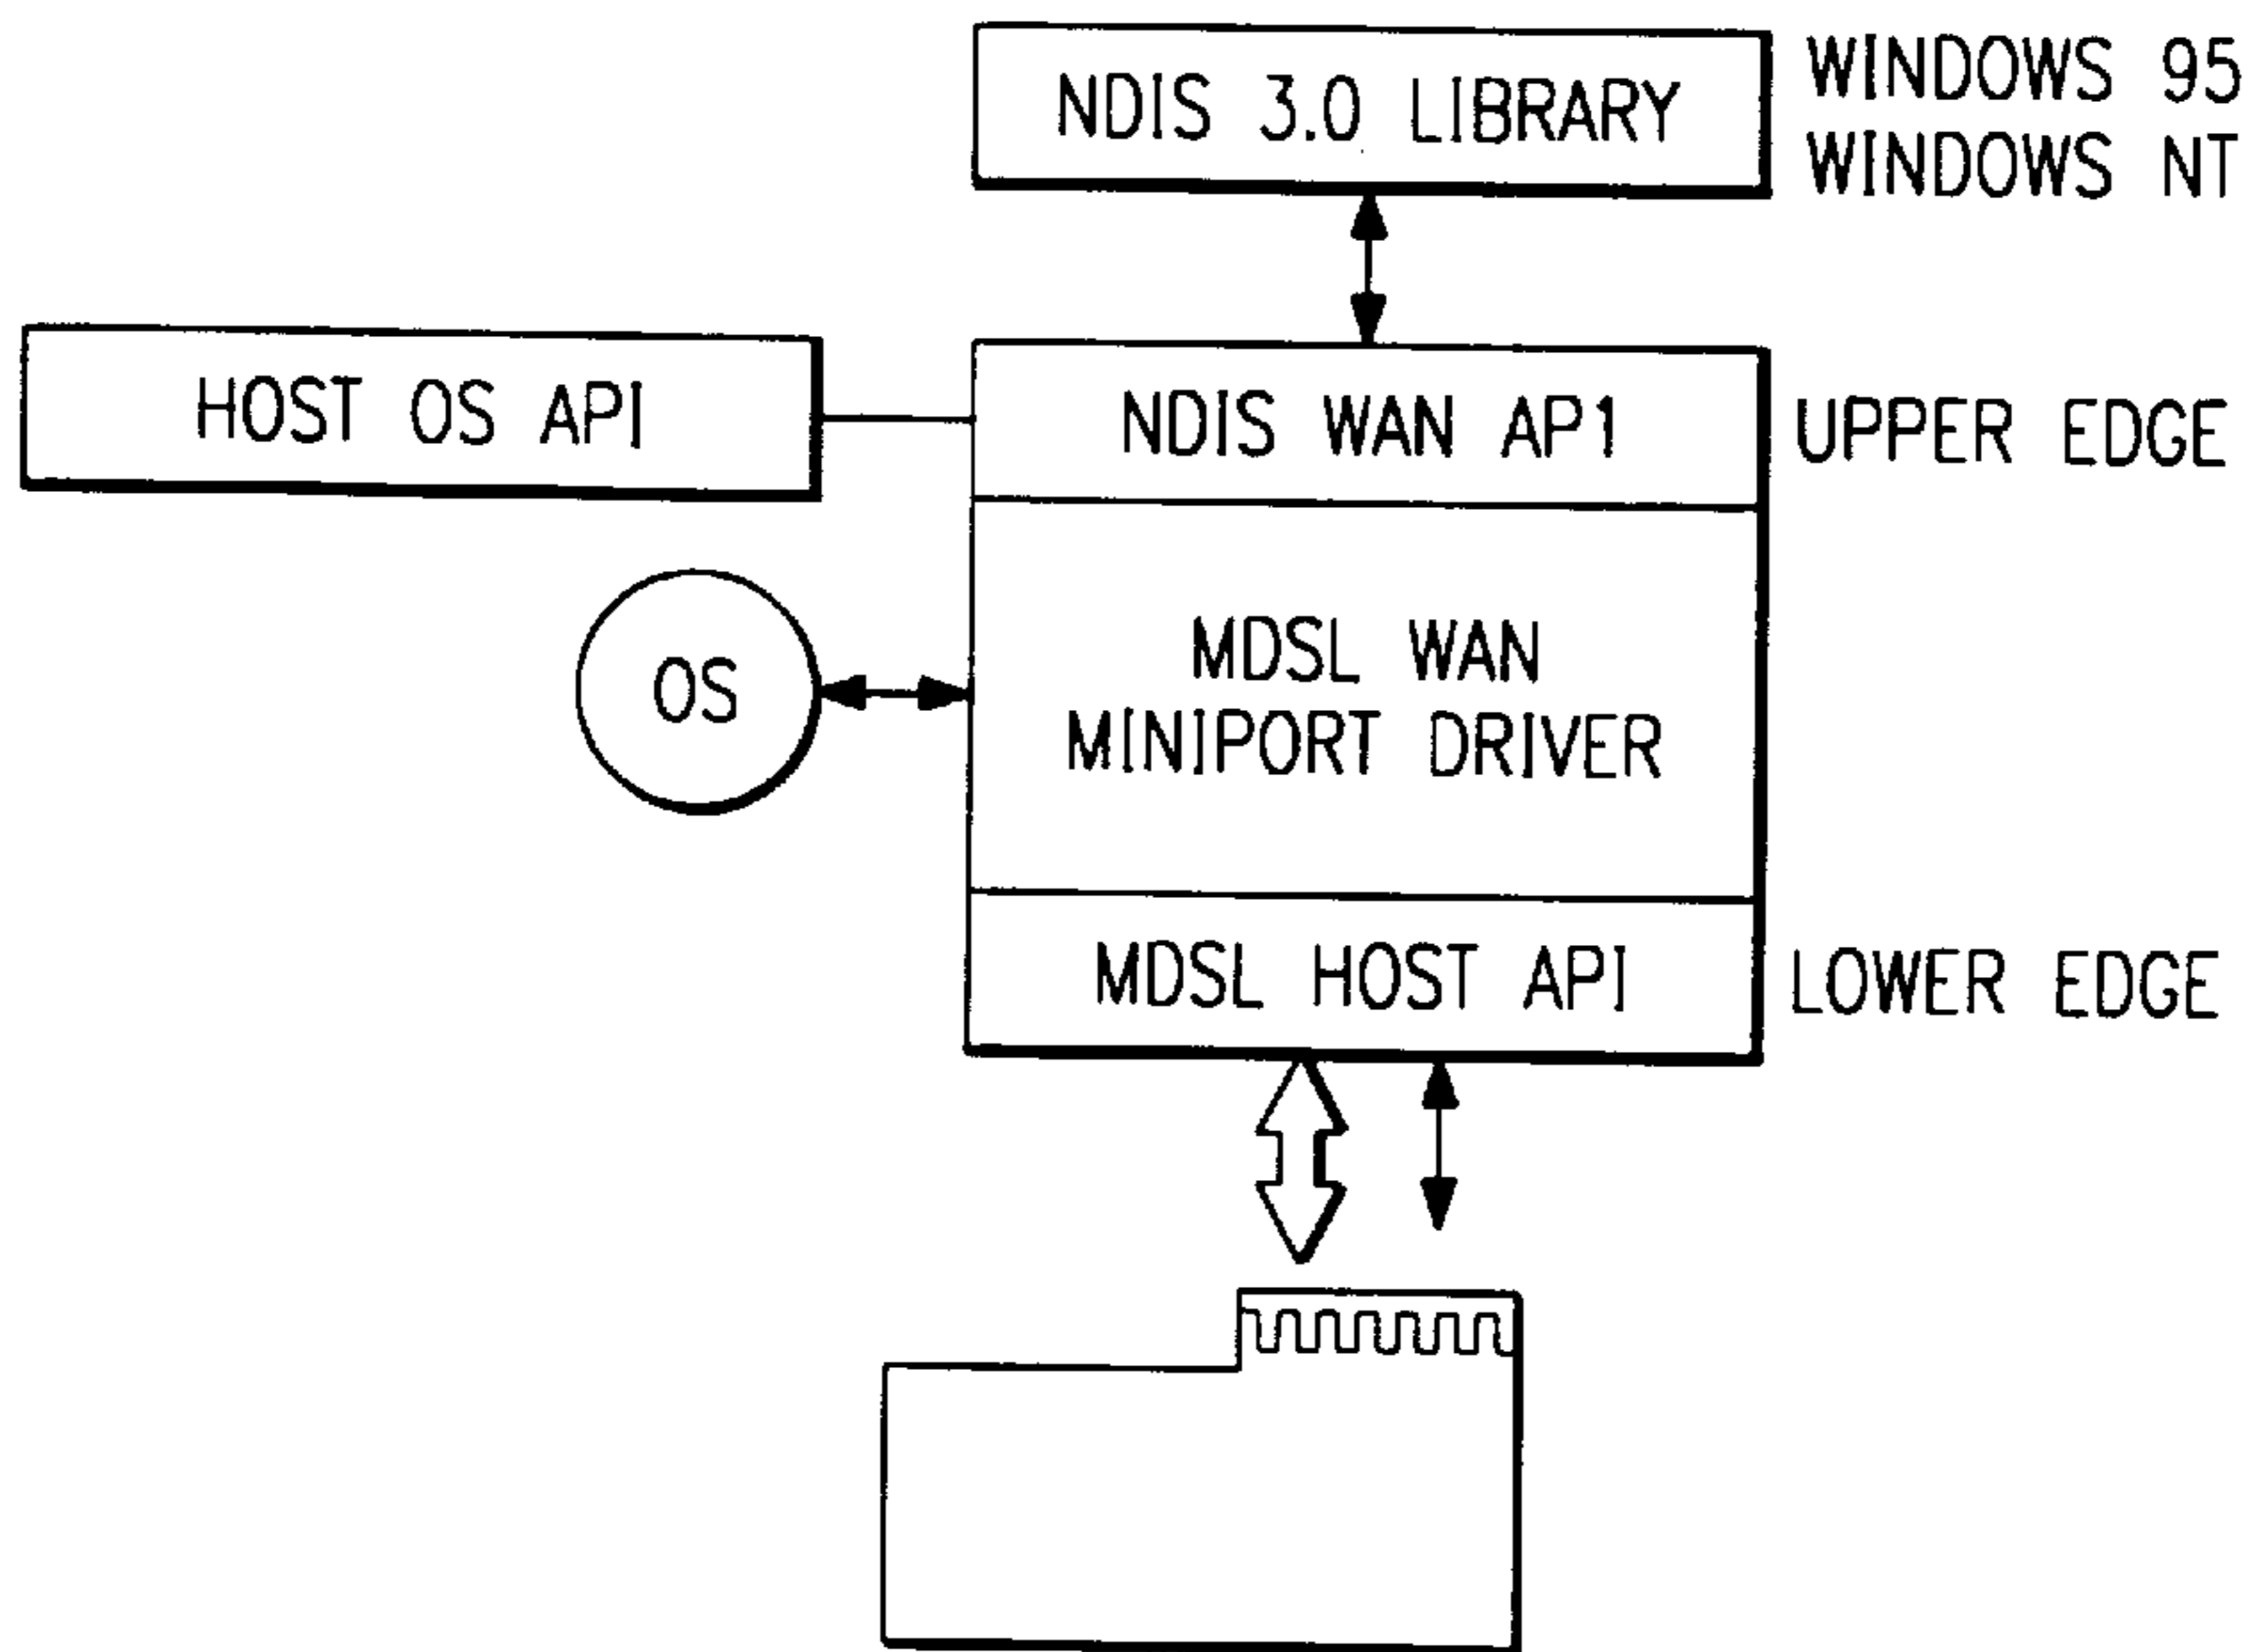 NDIS 3.0 LIBRARY
WINDOWS 95
WINDOWS NT
HOST OS API
NDIS WAN AP1
UPPER EDGE
OS
MDSL WAN
MINIPORT DRIVER
MDSL HOST API
LOWER EDGE